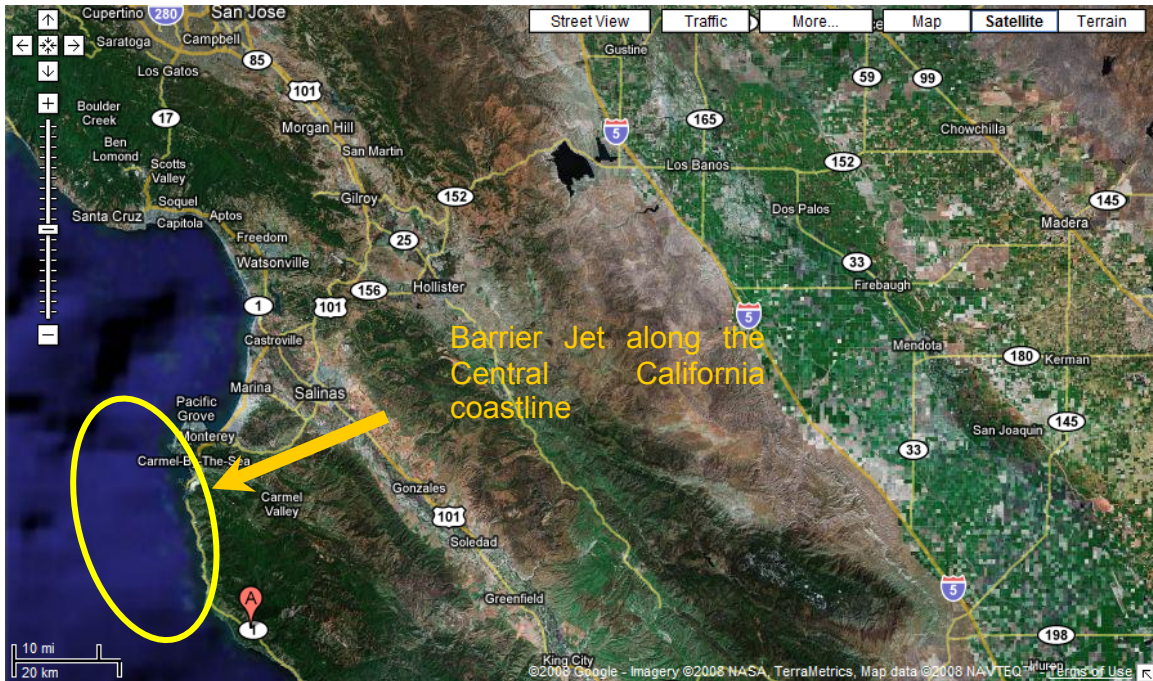 Cupertino
280
San Jose
Street View
Traffic
More...
Map
Satellite
Terrain
Saratoga
Campbell
Gustine
Los Gatos
85
101
59
99
Boulder
Creek
17
Morgan Hill
165
Chowchilla
Ben
Lomond
San Martin
5
Scotts
Valley
Los Banos
152
Gilroy
152
145
Soquel
Santa Cruz
Capitola
Aptos
Dos Palos
Madera
Freedom
25
Watsonville
33
Firebaugh
156
Hollister
1
101
5
Castroville
Barrier Jet along the
Central California
coastline
Mendota
180
Kerman
Marina
Salinas
Pacific
Grove
145
Monterey
San Joaquin
33
Carmel-By-The-Sea
Gonzales
Carmel
Valley
101
Soledad
5
A
Greenfield
1
198
10 mi
20 km
King City
Huron
©2008 Google - Imagery ©2008 NASA, TerraMetrics, Map data ©2008 NAVTEQ™ - Terms of Use